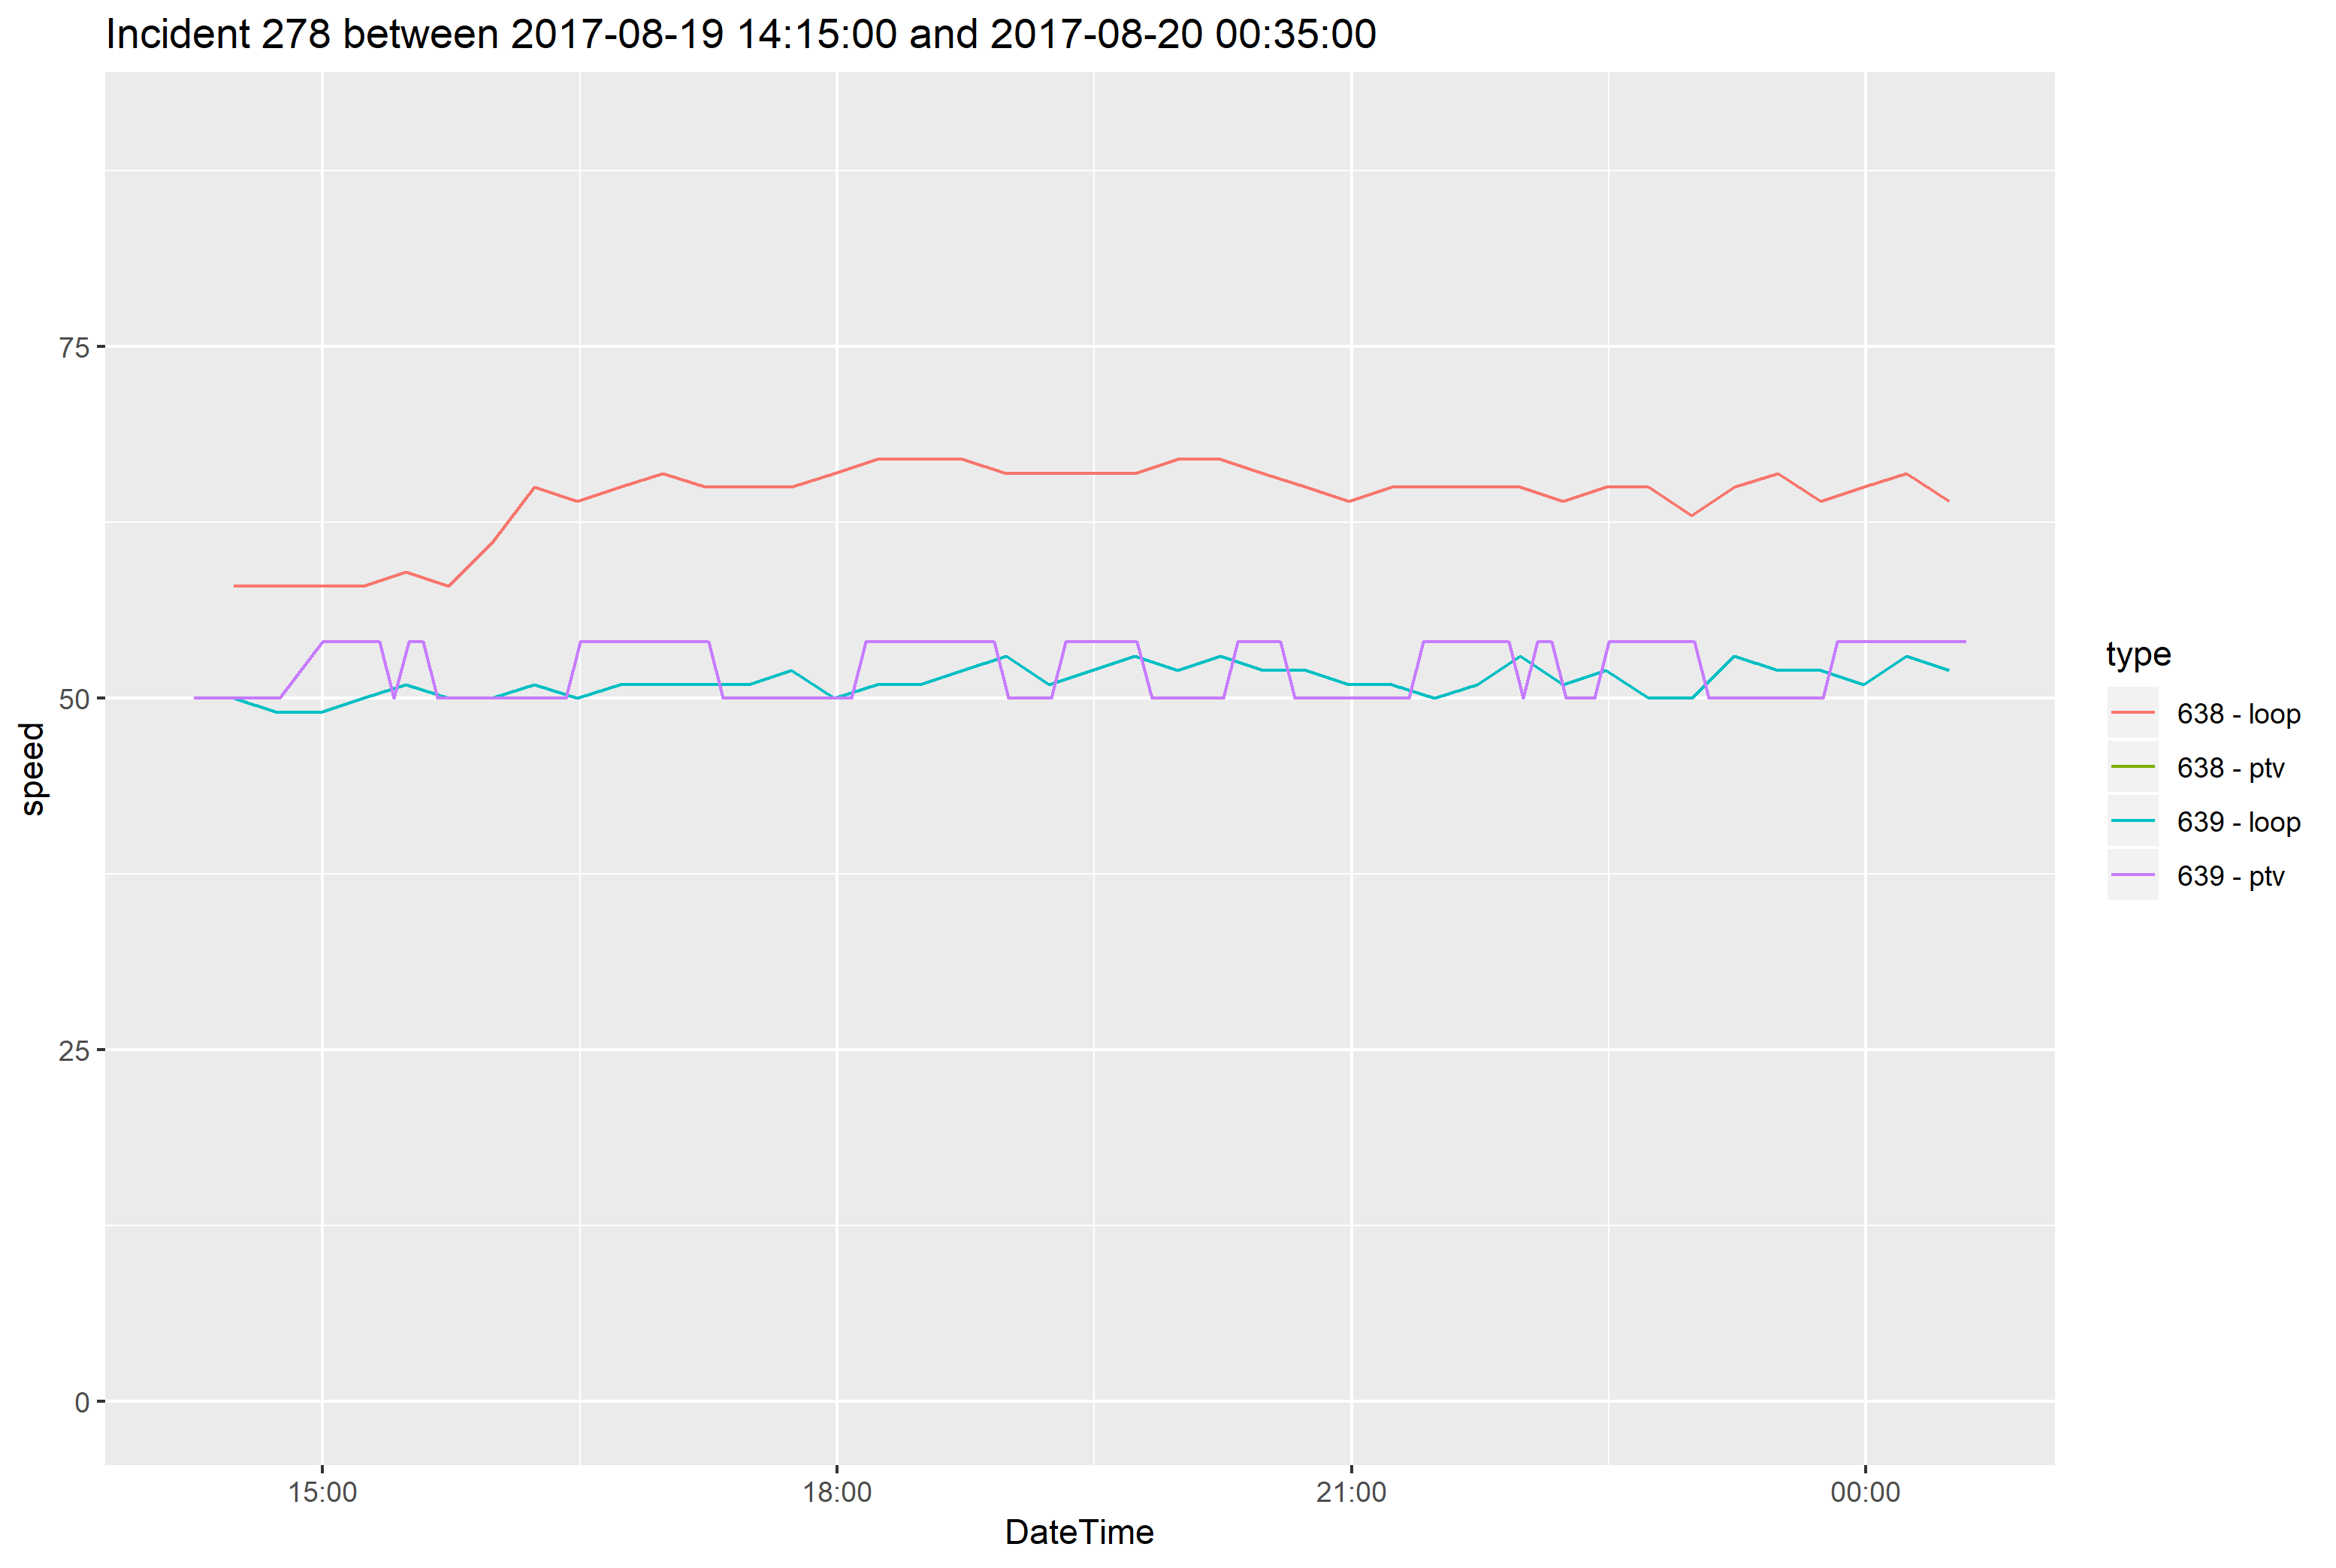 Incident 278 between 2017-08-19 14:15:00 and 2017-08-20 00:35:00
75
50
25
0
speed
15:00
18:00
21:00
00:00
DateTime
type
638 - loop
638 - ptv
639 - loop
639 - ptv